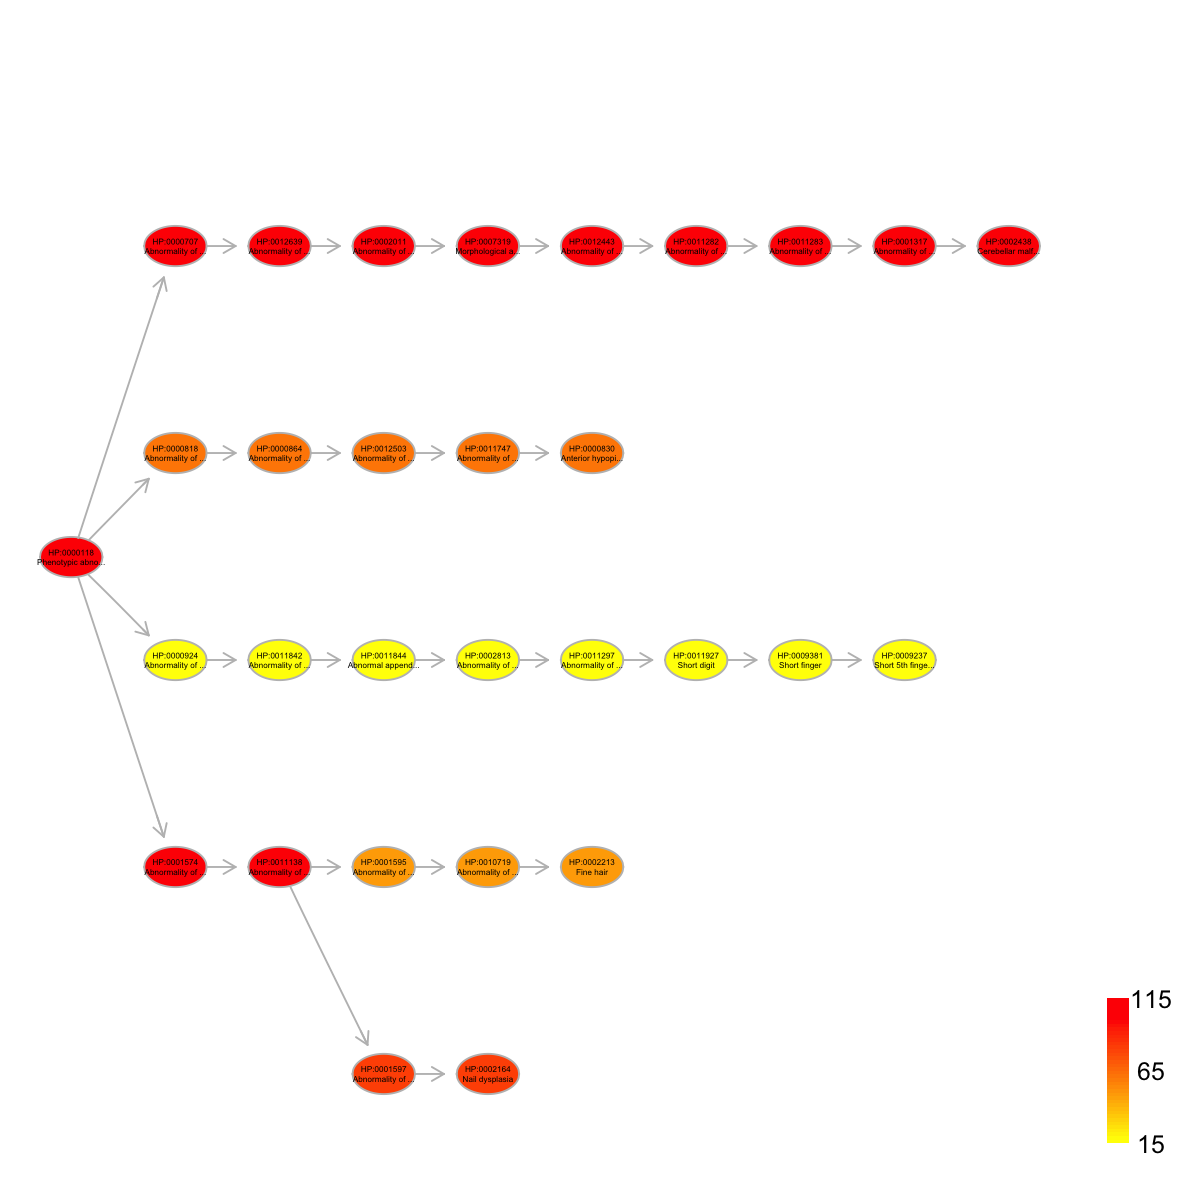 HP:0000707
Abnormality of ...
HP:0012639
Abnormality of ...
HP:0002011
Abnormality of ...
HP:0007319
Morphological a...
HP:0012443
Abnormality of ...
HP:0011282
Abnormality of ...
HP:0011283
Abnormality of ...
HP:0001317
Abnormality of ...
HP:0002438
Cerebellar malf...
HP:0000818
Abnormality of ...
HP:0000864
Abnormality of ...
HP:0012503
Abnormality of ...
HP:0011747
Abnormality of ...
HP:0000830
Anterior hypopi...
HP:0000118
Phenotypic abno...
HP:0000924
Abnormality of ...
HP:0011842
Abnormality of ...
HP:0011844
Abnormal append...
HP:0002813
Abnormality of ...
HP:0011297
Abnormality of ...
HP:0011927
Short digit
HP:0009381
Short finger
HP:0009237
Short 5th finge...
HP:0001574
Abnormality of ...
HP:0011138
Abnormality of ...
HP:0001595
Abnormality of ...
HP:0010719
Abnormality of ...
HP:0002213
Fine hair
HP:0001597
Abnormality of ...
HP:0002164
Nail dysplasia
115
65
15